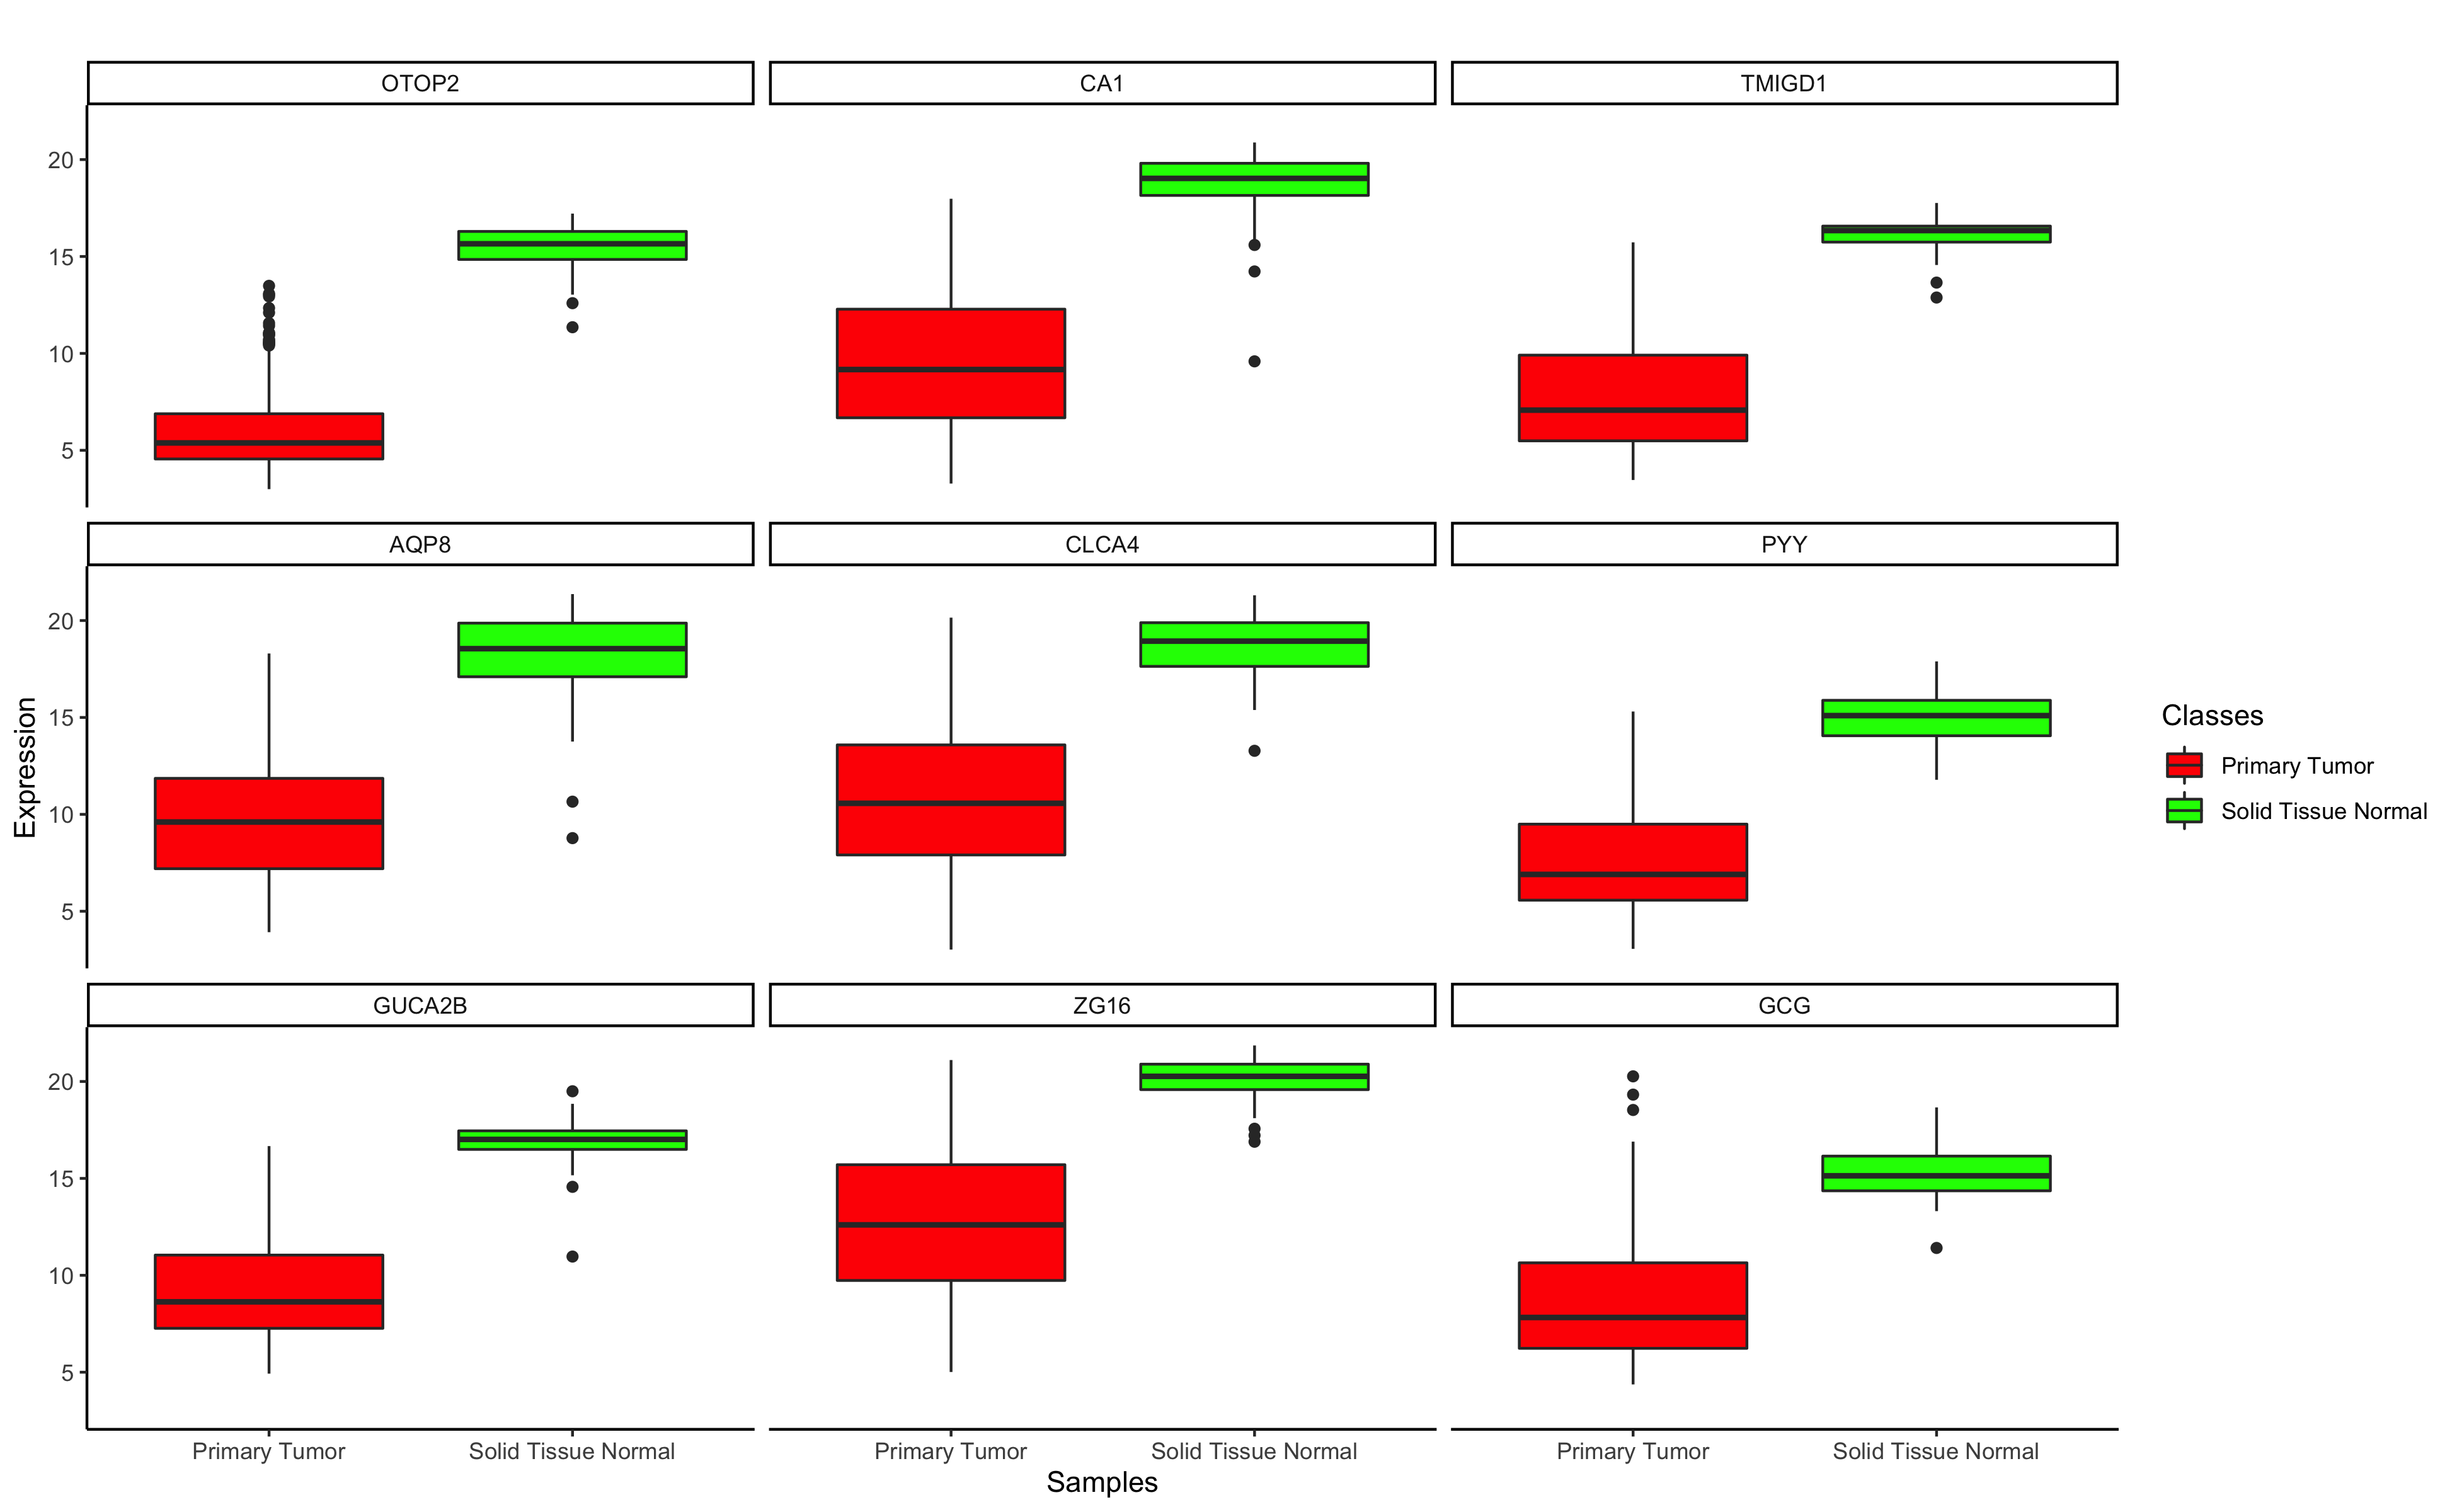 OTOP2 CA1 TMIGD1
20
15
10
5
AQP8 CLCA4 PYY
20
15
10
5
GUCA2B ZG16 GCG
20
15
10
5
Expression
Primary Tumor Solid Tissue Normal Primary Tumor Solid Tissue Normal Primary Tumor Solid Tissue Normal
Samples
Classes
Primary Tumor
Solid Tissue Normal